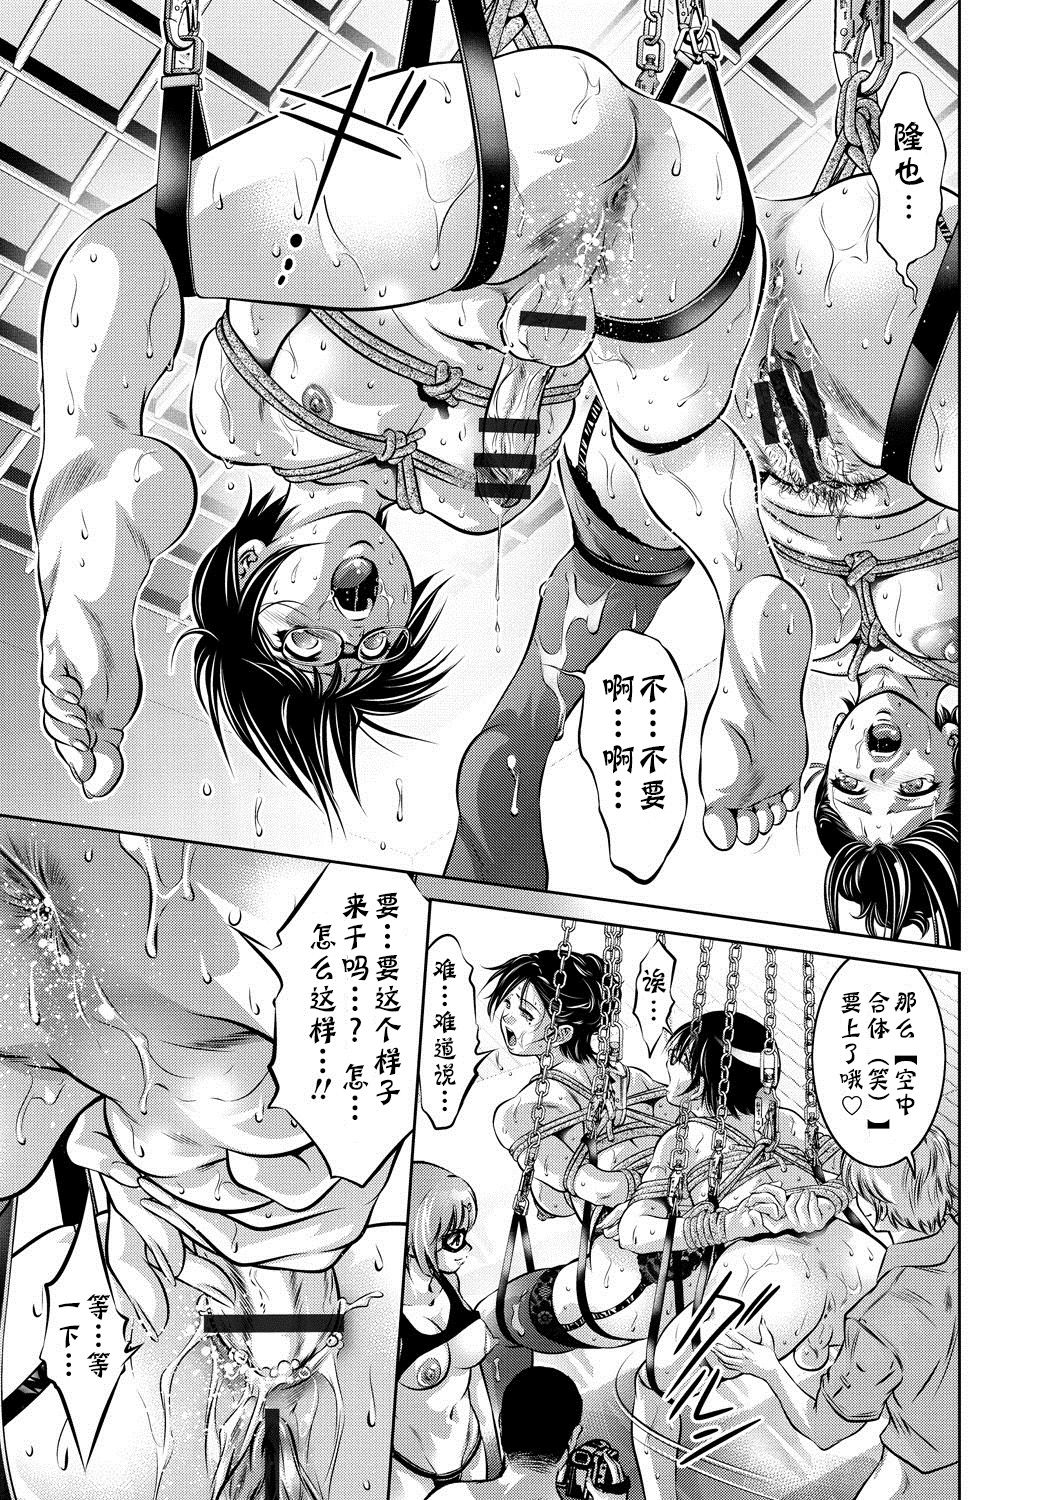 隆也…
不…不要
啊…啊…
那么【空中
合体（笑）】
要上了哦♡
诶…
难…难道说…
要…要这个样子
来干吗…？怎…
怎么这样…!!
等…等
一下…